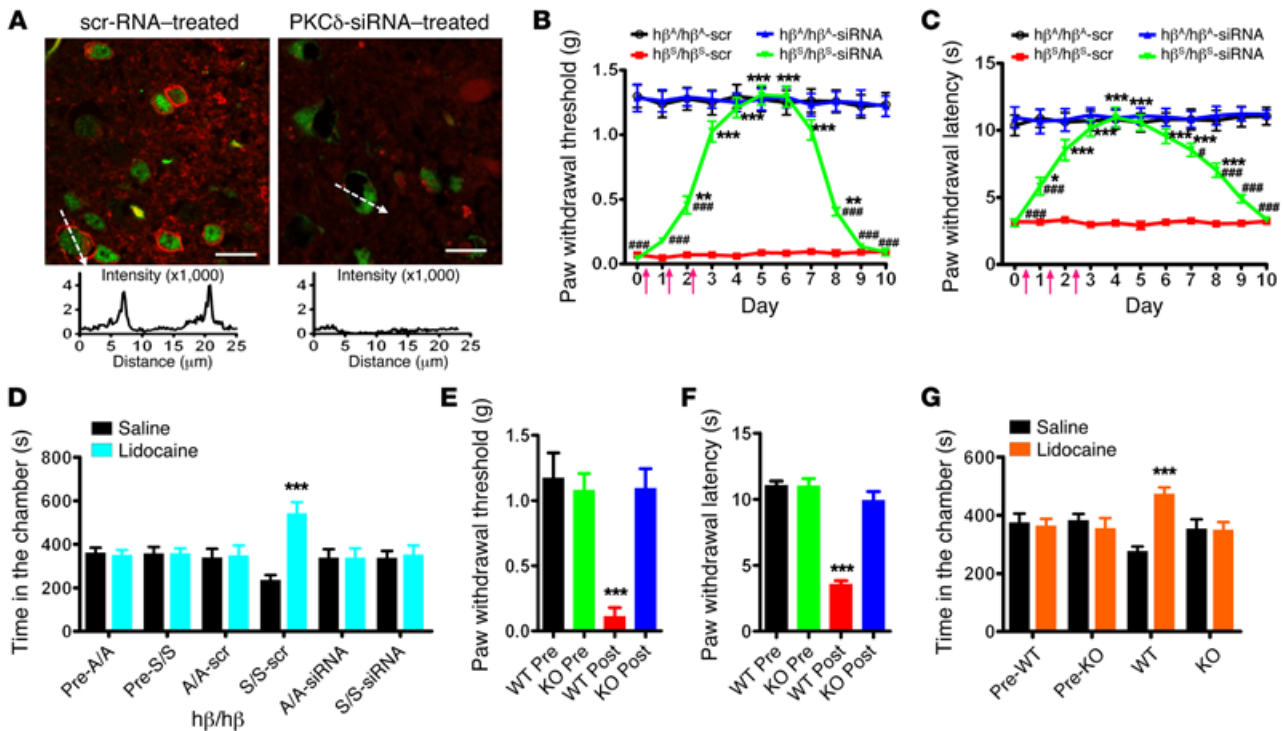 A
scr-RNA–treated
PKCδ-siRNA–treated
Intensity (x1,000)
4
2
0
0 5 10 15 20 25
Distance (μm)
Intensity (x1,000)
4
2
0
0 5 10 15 20 25
Distance (μm)
B
hβᴬ/hβᴬ-scr
hβᴬ/hβᴬ-siRNA
hβˢ/hβˢ-scr
hβˢ/hβˢ-siRNA
Paw withdrawal threshold (g)
1.5
1.0
0.5
0.0
*** ***
***
***
***
**
###
**
###
###
###
###
###
0 1 2 3 4 5 6 7 8 9 10
Day
C
hβᴬ/hβᴬ-scr
hβᴬ/hβᴬ-siRNA
hβˢ/hβˢ-scr
hβˢ/hβˢ-siRNA
Paw withdrawal latency (s)
15
10
5
0
*** ***
***
***
***
***
#
***
###
*
###
###
###
###
0 1 2 3 4 5 6 7 8 9 10
Day
D
Saline
Lidocaine
Time in the chamber (s)
800
600
400
200
0
***
Pre-A/A
Pre-S/S
A/A-scr
S/S-scr
A/A-siRNA
S/S-siRNA
hβ/hβ
E
Paw withdrawal threshold (g)
1.5
1.0
0.5
0.0
***
WT Pre
KO Pre
WT Post
KO Post
F
Paw withdrawal latency (s)
15
10
5
0
***
WT Pre
KO Pre
WT Post
KO Post
G
Saline
Lidocaine
Time in the chamber (s)
600
400
200
0
***
Pre-WT
Pre-KO
WT
KO